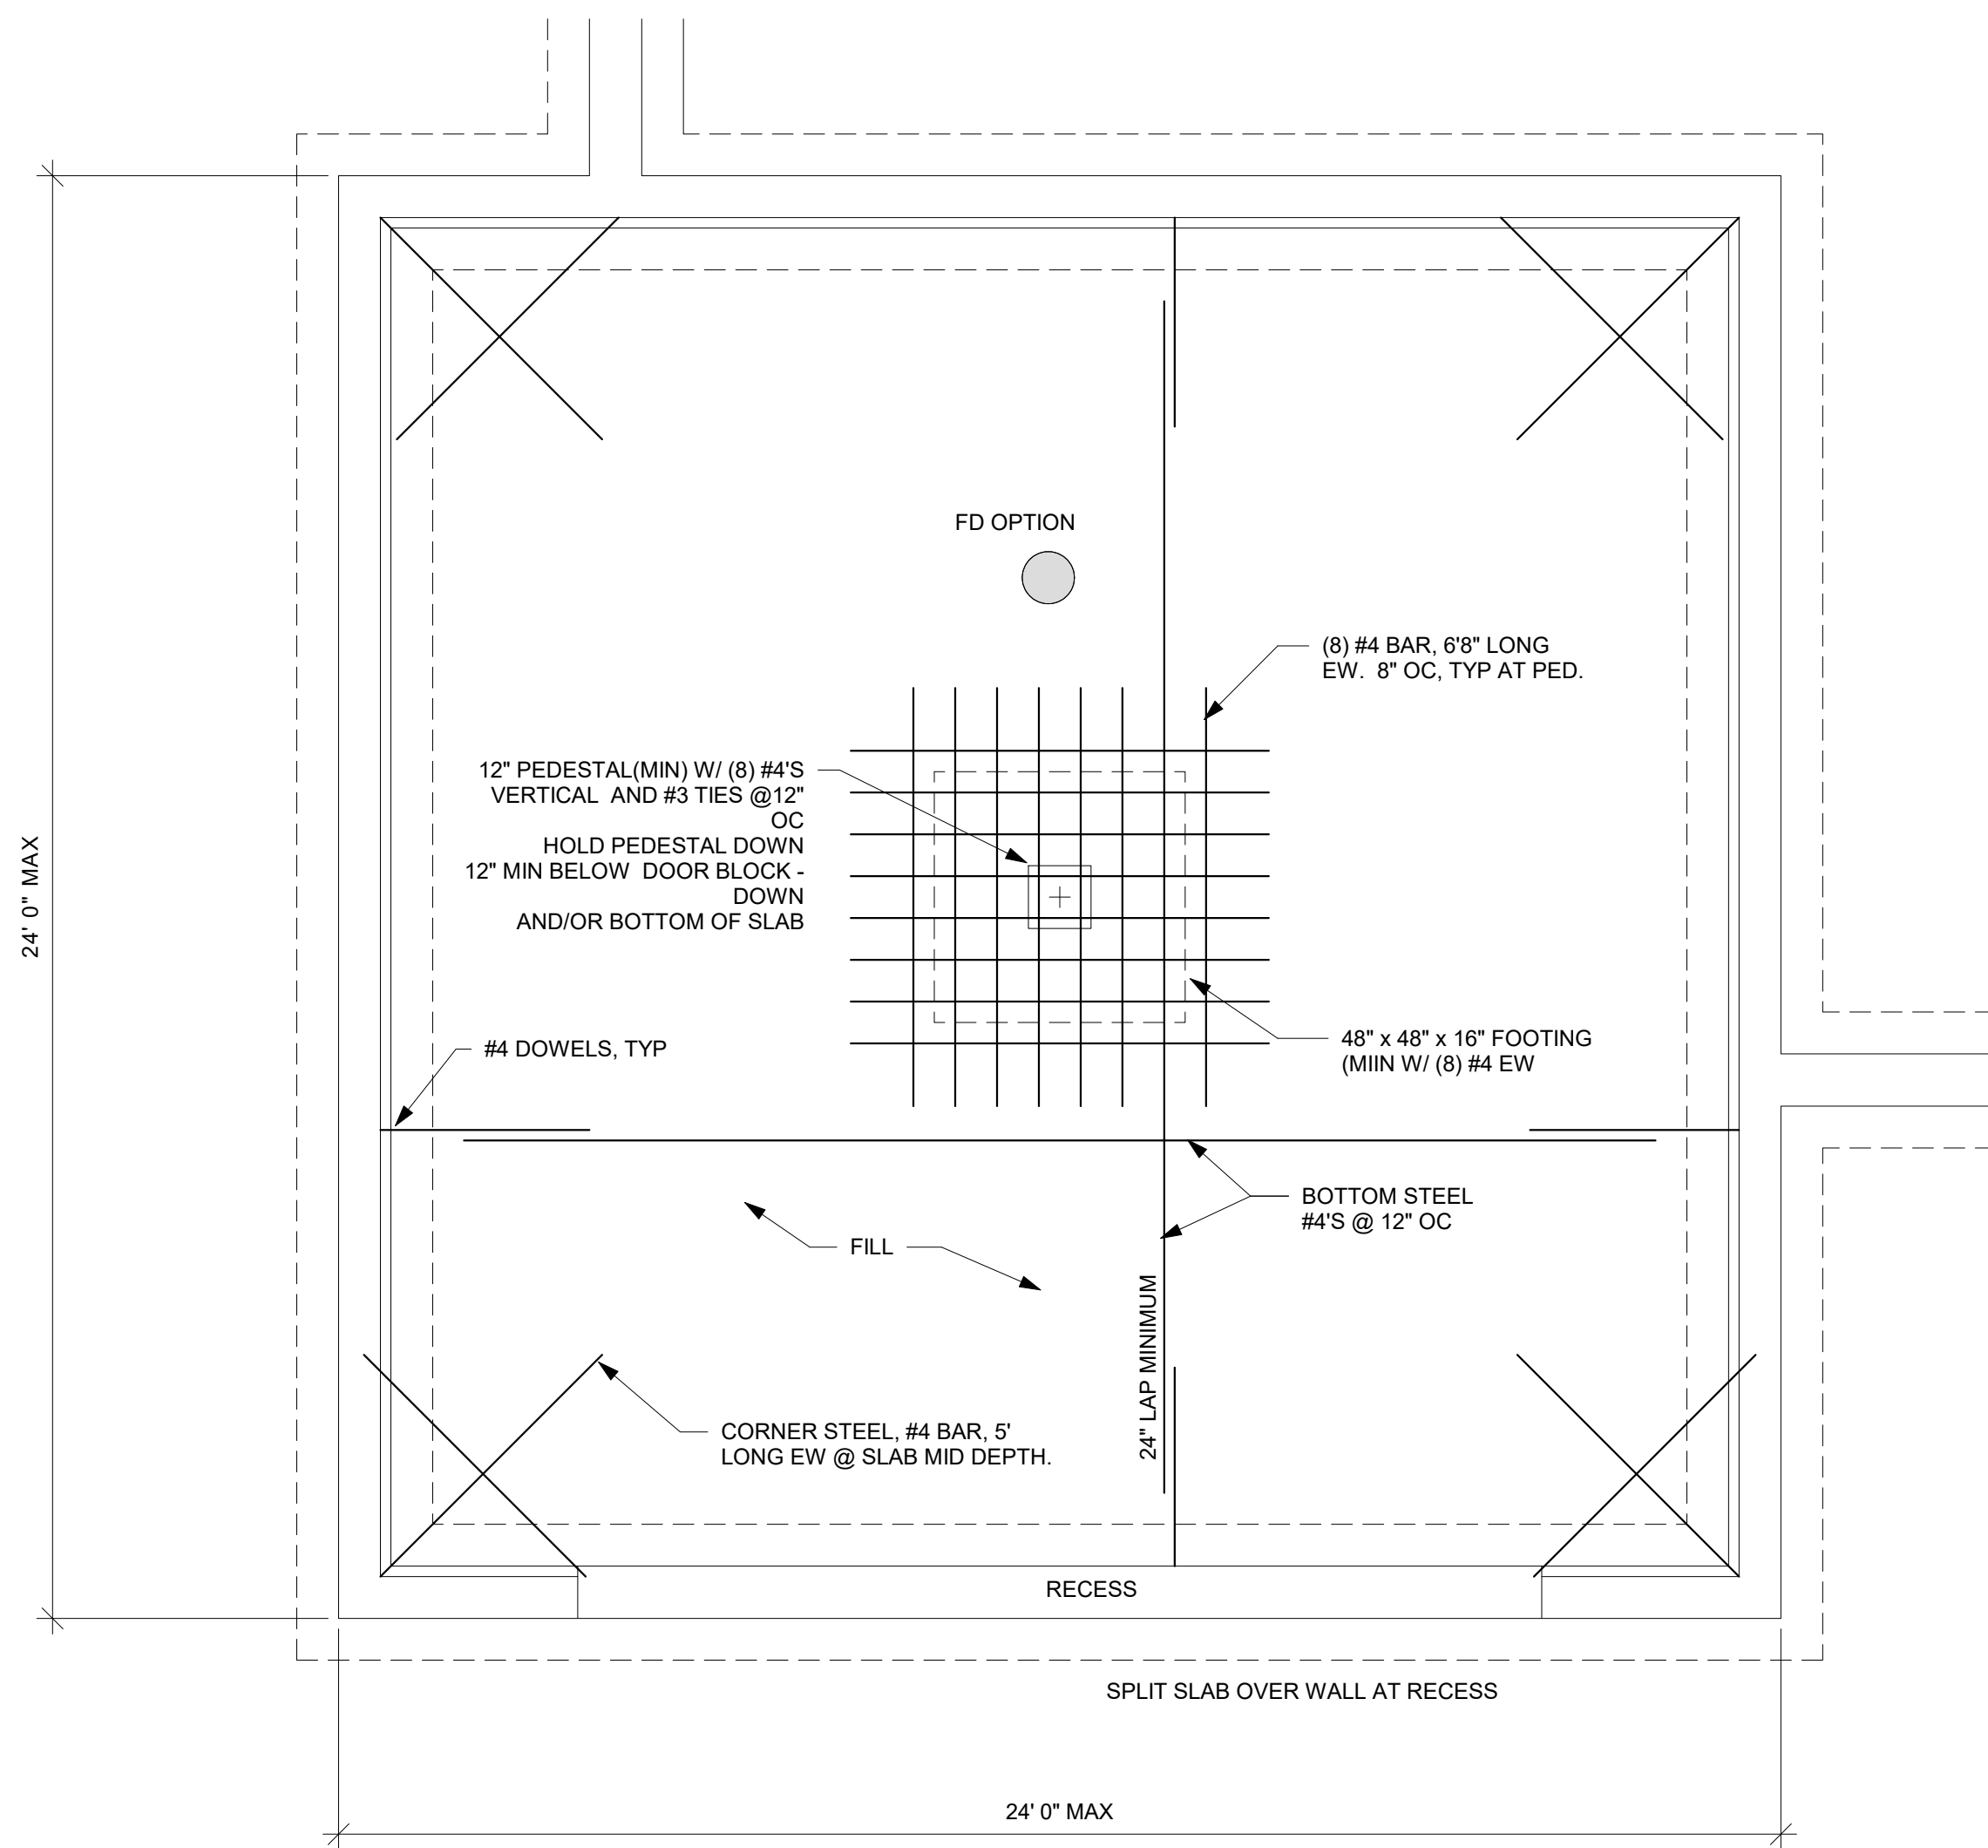 FD OPTION
(8) #4 BAR, 6'8" LONG
EW.  8" OC, TYP AT PED.
12" PEDESTAL(MIN) W/ (8) #4'S
VERTICAL  AND #3 TIES @12"
OC
HOLD PEDESTAL DOWN
12" MIN BELOW  DOOR BLOCK -
DOWN
AND/OR BOTTOM OF SLAB
24' 0" MAX
#4 DOWELS, TYP
48" x 48" x 16" FOOTING
(MIIN W/ (8) #4 EW
BOTTOM STEEL
#4'S @ 12" OC
FILL
24" LAP MINIMUM
CORNER STEEL, #4 BAR, 5'
LONG EW @ SLAB MID DEPTH.
RECESS
SPLIT SLAB OVER WALL AT RECESS
24' 0" MAX